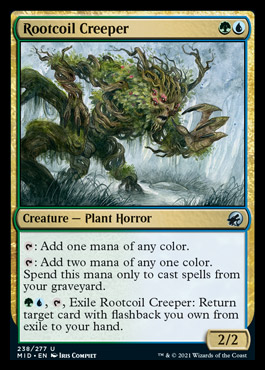 Rootcoil Creeper
Creature — Plant Horror
: Add one mana of any color.
: Add two mana of any one color.
Spend this mana only to cast spells from
your graveyard.
, , Exile Rootcoil Creeper: Return
target card with flashback you own from
exile to your hand.
2/2
238/277 U
MID • EN Iris Compiet
™ & © 2021 Wizards of the Coast